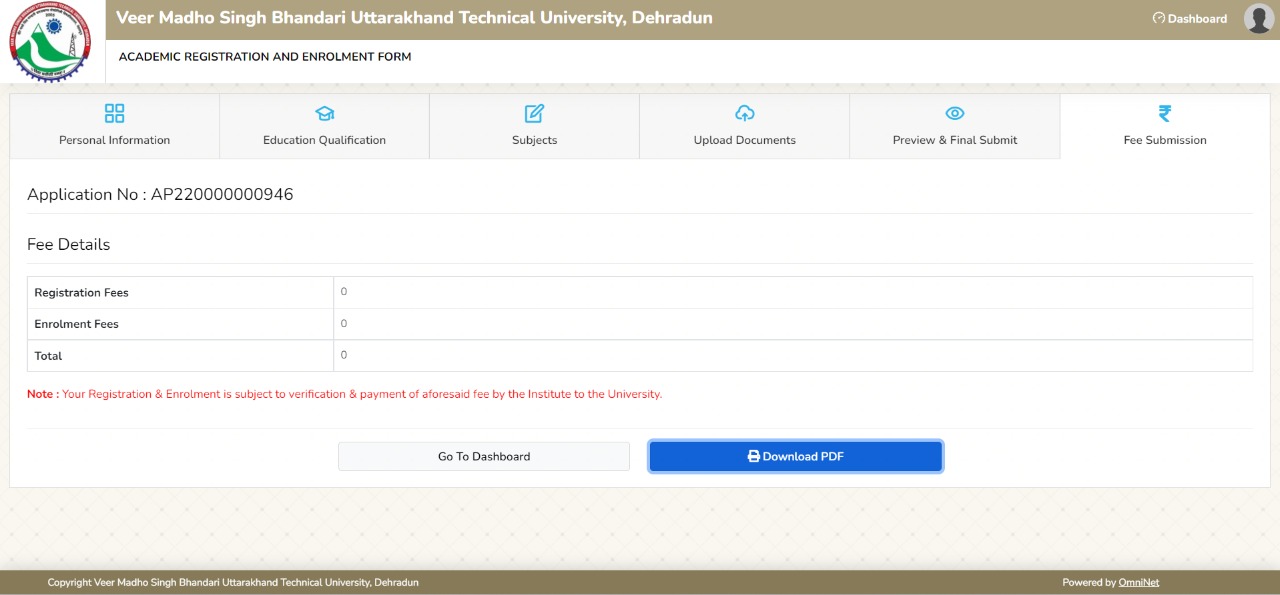 Veer Madho Singh Bhandari Uttarakhand Technical University, Dehradun
Dashboard
ACADEMIC REGISTRATION AND ENROLMENT FORM
Personal Information
Education Qualification
Subjects
Upload Documents
Preview & Final Submit
Fee Submission
Application No : AP220000000946
Fee Details
Registration Fees 0
Enrolment Fees 0
Total 0
Note : Your Registration & Enrolment is subject to verification & payment of aforesaid fee by the Institute to the University.
Go To Dashboard
Download PDF
Copyright Veer Madho Singh Bhandari Uttarakhand Technical University, Dehradun
Powered by OmniNet